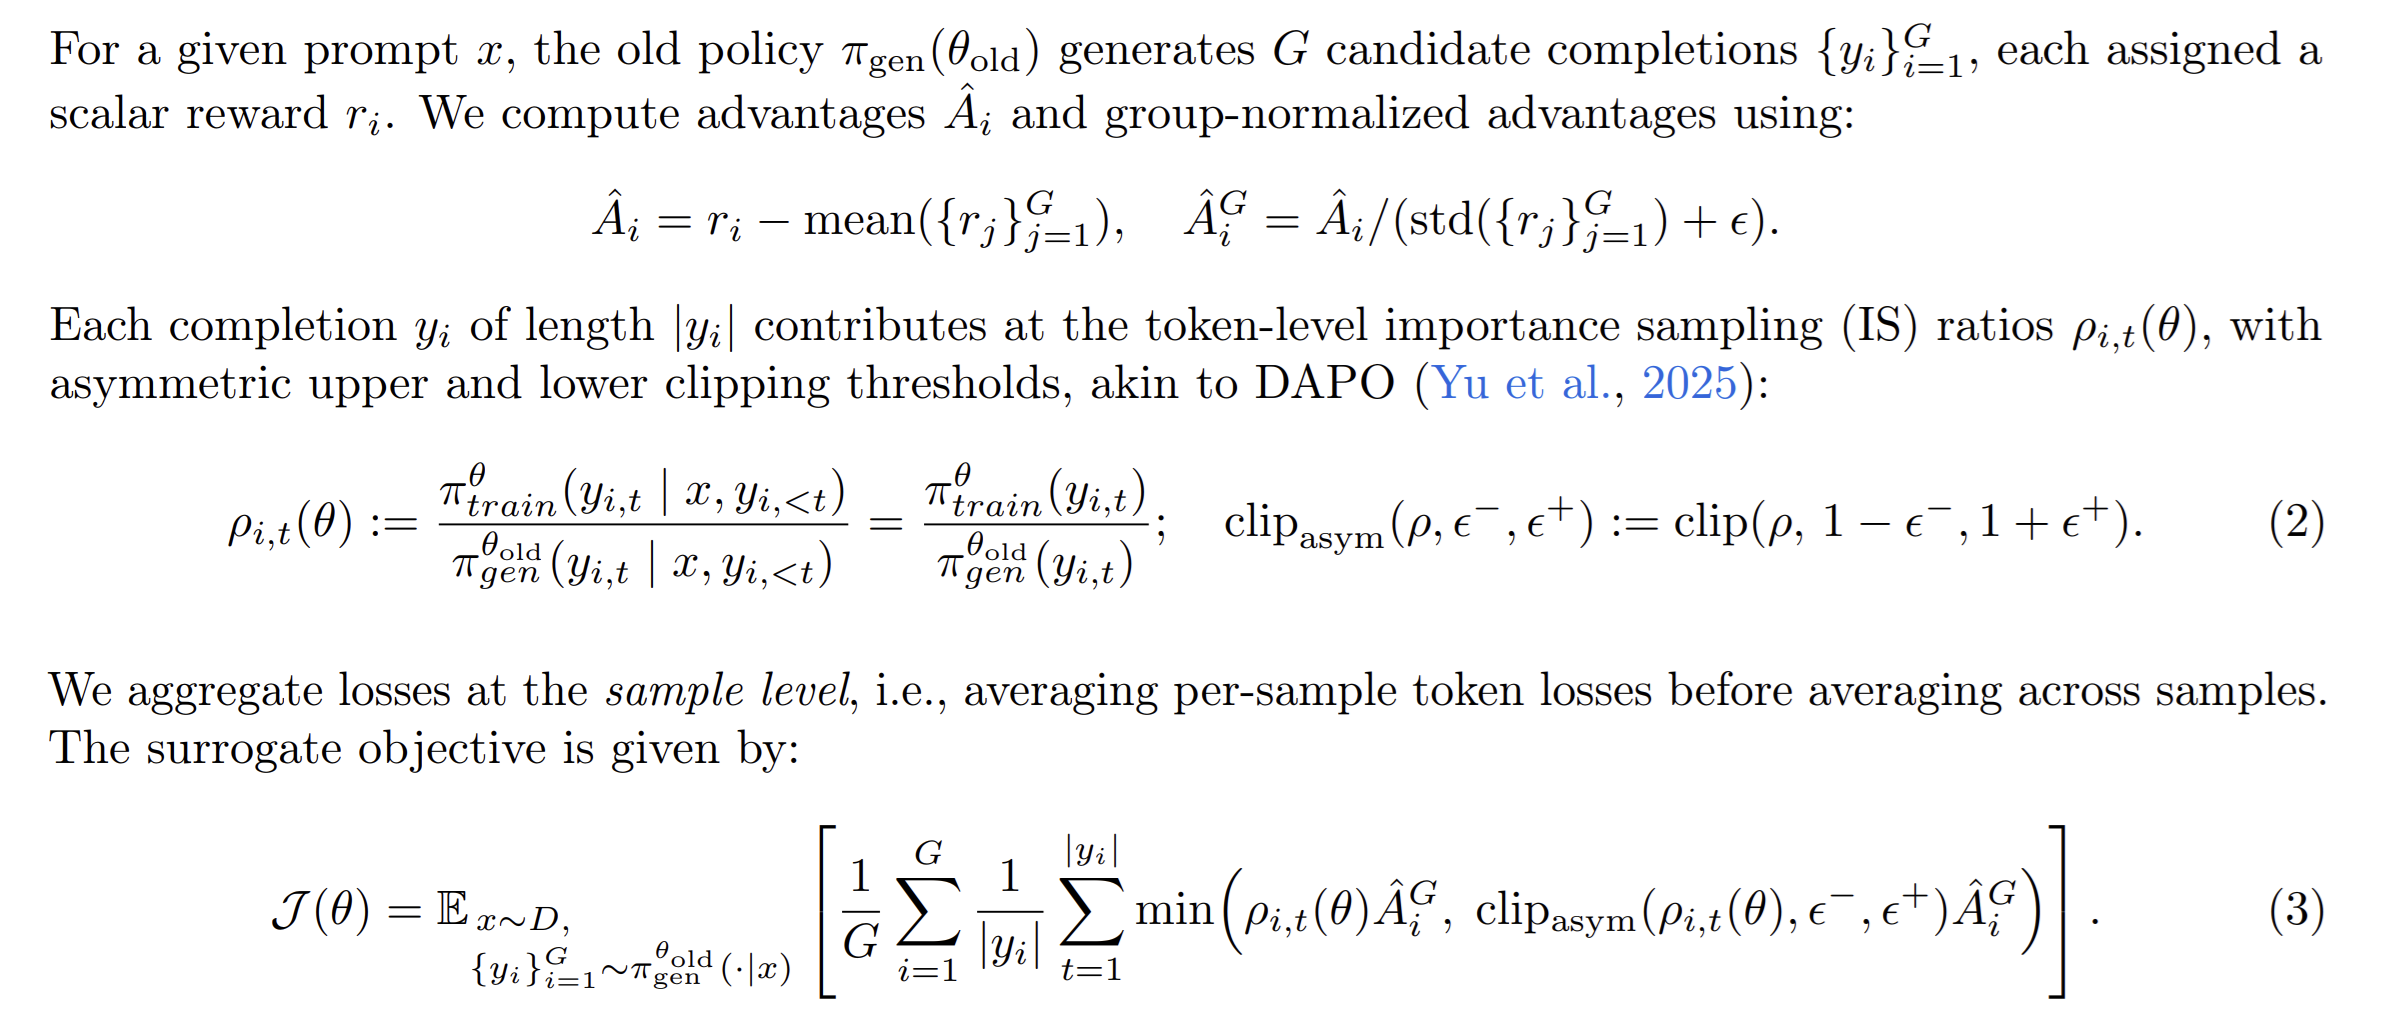 For a given prompt $x$, the old policy $\pi_{\text{gen}}(\theta_{\text{old}})$ generates $G$ candidate completions $\{y_i\}_{i=1}^{G}$, each assigned a
scalar reward $r_i$. We compute advantages $\hat{A}_i$ and group-normalized advantages using:
$\hat{A}_i = r_i - \text{mean}(\{r_j\}_{j=1}^{G}), \quad \hat{A}_i^G = \hat{A}_i/(\text{std}(\{r_j\}_{j=1}^{G}) + \epsilon).$
Each completion $y_i$ of length $|y_i|$ contributes at the token-level importance sampling (IS) ratios $\rho_{i,t}(\theta)$, with
asymmetric upper and lower clipping thresholds, akin to DAPO (Yu et al., 2025):
$\rho_{i,t}(\theta) := \frac{\pi_{train}^{\theta}(y_{i,t} \mid x, y_{i,<t})}{\pi_{gen}^{\theta_{\text{old}}}(y_{i,t} \mid x, y_{i,<t})} = \frac{\pi_{train}^{\theta}(y_{i,t})}{\pi_{gen}^{\theta_{\text{old}}}(y_{i,t})}; \quad \text{clip}_{\text{asym}}(\rho, \epsilon^-, \epsilon^+) := \text{clip}(\rho, 1 - \epsilon^-, 1 + \epsilon^+). \quad (2)$
We aggregate losses at the sample level, i.e., averaging per-sample token losses before averaging across samples.
The surrogate objective is given by:
$\mathcal{J}(\theta) = \mathbb{E}_{\substack{x \sim D, \\ \{y_i\}_{i=1}^{G} \sim \pi_{\text{gen}}^{\theta_{\text{old}}}(\cdot|x)}} \left[ \frac{1}{G} \sum_{i=1}^{G} \frac{1}{|y_i|} \sum_{t=1}^{|y_i|} \min\left( \rho_{i,t}(\theta) \hat{A}_i^G, \text{clip}_{\text{asym}}(\rho_{i,t}(\theta), \epsilon^-, \epsilon^+) \hat{A}_i^G \right) \right]. \quad (3)$